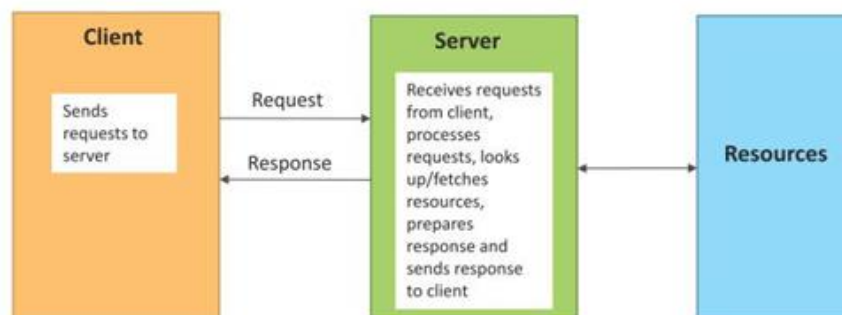 Client
Sends
requests to
server
Request
Response
Server
Receives requests
from client,
processes
requests, looks
up/fetches
resources,
prepares
response and
sends response
to client
Resources